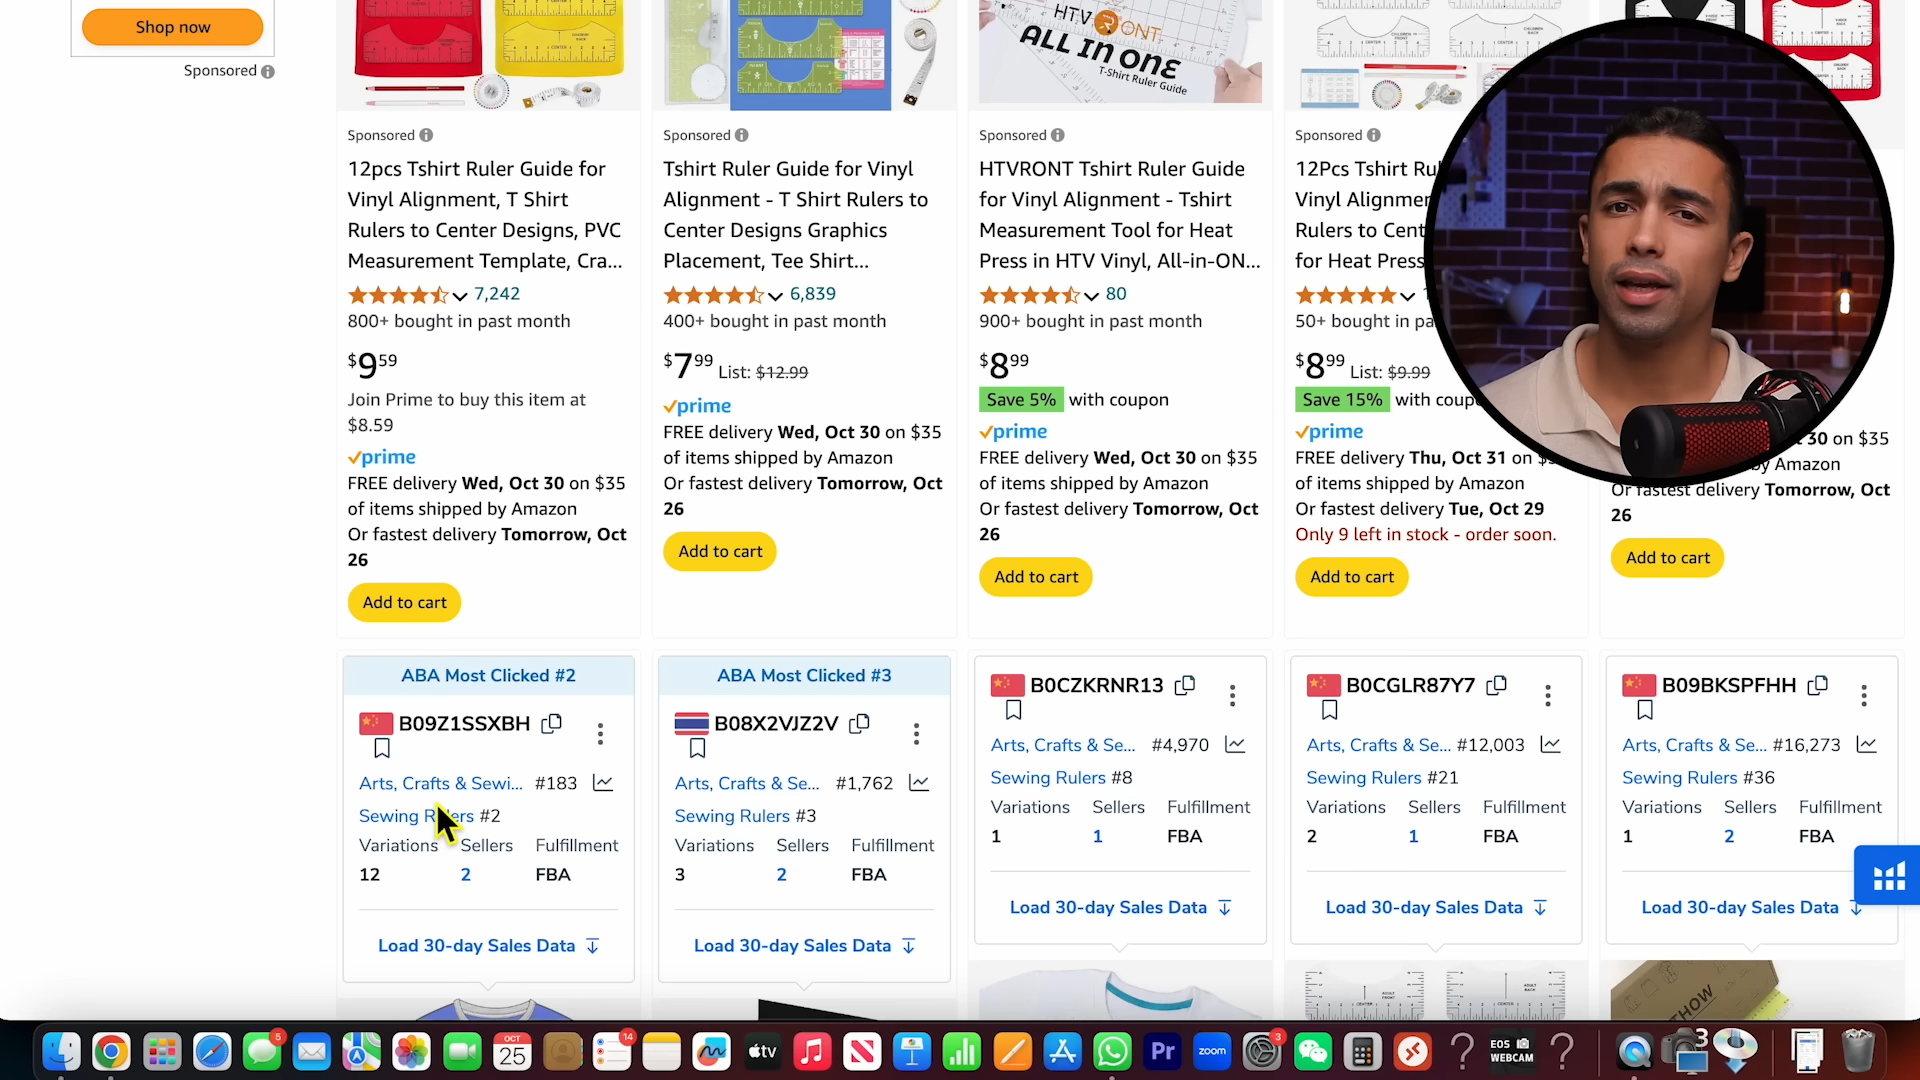 Shop now
Sponsored
HTVRONT
ALL IN ONE
T-Shirt Ruler Guide
Sponsored
12pcs Tshirt Ruler Guide for
Vinyl Alignment, T Shirt
Rulers to Center Designs, PVC
Measurement Template, Cra...
7,242
800+ bought in past month
$9 59
Join Prime to buy this item at
$8.59
prime
FREE delivery Wed, Oct 30 on $35
of items shipped by Amazon
Or fastest delivery Tomorrow, Oct
26
Add to cart
Sponsored
Tshirt Ruler Guide for Vinyl
Alignment - T Shirt Rulers to
Center Designs Graphics
Placement, Tee Shirt...
6,839
400+ bought in past month
$7 99 List: $12.99
prime
FREE delivery Wed, Oct 30 on $35
of items shipped by Amazon
Or fastest delivery Tomorrow, Oct
26
Add to cart
Sponsored
HTVRONT Tshirt Ruler Guide
for Vinyl Alignment - Tshirt
Measurement Tool for Heat
Press in HTV Vinyl, All-in-ON...
80
900+ bought in past month
$8 99
Save 5% with coupon
prime
FREE delivery Wed, Oct 30 on $35
of items shipped by Amazon
Or fastest delivery Tomorrow, Oct
26
Add to cart
Sponsored
12Pcs Tshirt Ru
Vinyl Alignmer
Rulers to Cent
for Heat Press
50+ bought in pa
$8 99 List: $9.99
Save 15% with coup
prime
FREE delivery Thu, Oct 31 on
of items shipped by Amazon
Or fastest delivery Tue, Oct 29
Only 9 left in stock - order soon.
Add to cart
30 on $35
by Amazon
Or fastest delivery Tomorrow, Oct
26
Add to cart
ABA Most Clicked #2
B09Z1SSXBH
Arts, Crafts & Sewi... #183
Sewing Rulers #2
Variations Sellers Fulfillment
12 2 FBA
Load 30-day Sales Data
ABA Most Clicked #3
B08X2VJZ2V
Arts, Crafts & Se... #1,762
Sewing Rulers #3
Variations Sellers Fulfillment
3 2 FBA
Load 30-day Sales Data
B0CZKRNR13
Arts, Crafts & Se... #4,970
Sewing Rulers #8
Variations Sellers Fulfillment
1 1 FBA
Load 30-day Sales Data
B0CGLR87Y7
Arts, Crafts & Se... #12,003
Sewing Rulers #21
Variations Sellers Fulfillment
2 1 FBA
Load 30-day Sales Data
B09BKSPFHH
Arts, Crafts & Se... #16,273
Sewing Rulers #36
Variations Sellers Fulfillment
1 2 FBA
Load 30-day Sales Data
5
OCT
25
14
tv
Pr
zoom
3
EOS
WEBCAM
3